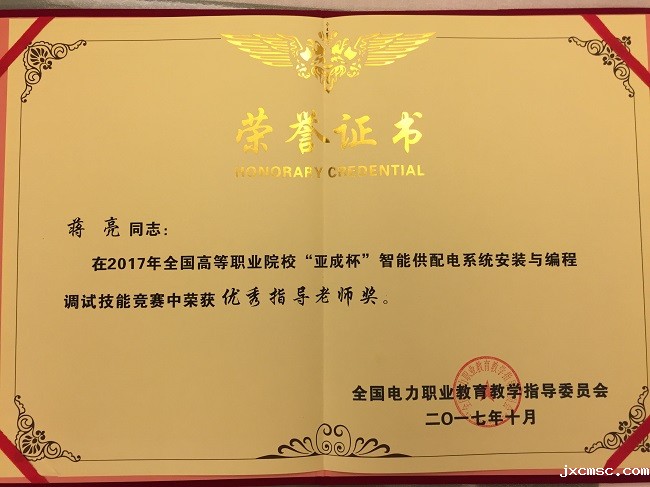 荣誉证书
HONORARY CREDENTIAL
蒋 亮 同志：
在2017年全国高等职业院校“亚成杯”智能供配电系统安装与编程
调试技能竞赛中荣获 优秀指导老师奖。
全国电力职业教育教学指导委员会
二〇一七年十月
jxcmsc.com